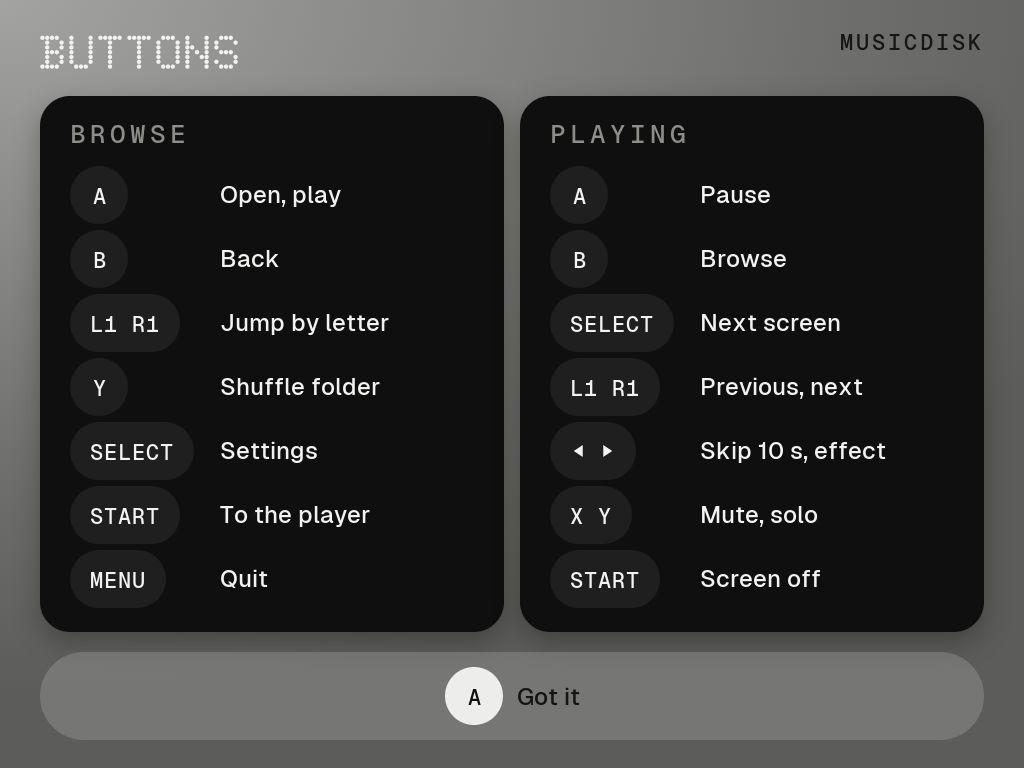 BUTTONS
MUSICDISK
BROWSE
A Open, play
B Back
L1 R1 Jump by letter
Y Shuffle folder
SELECT Settings
START To the player
MENU Quit
PLAYING
A Pause
B Browse
SELECT Next screen
L1 R1 Previous, next
◀ ▶ Skip 10 s, effect
X Y Mute, solo
START Screen off
A Got it